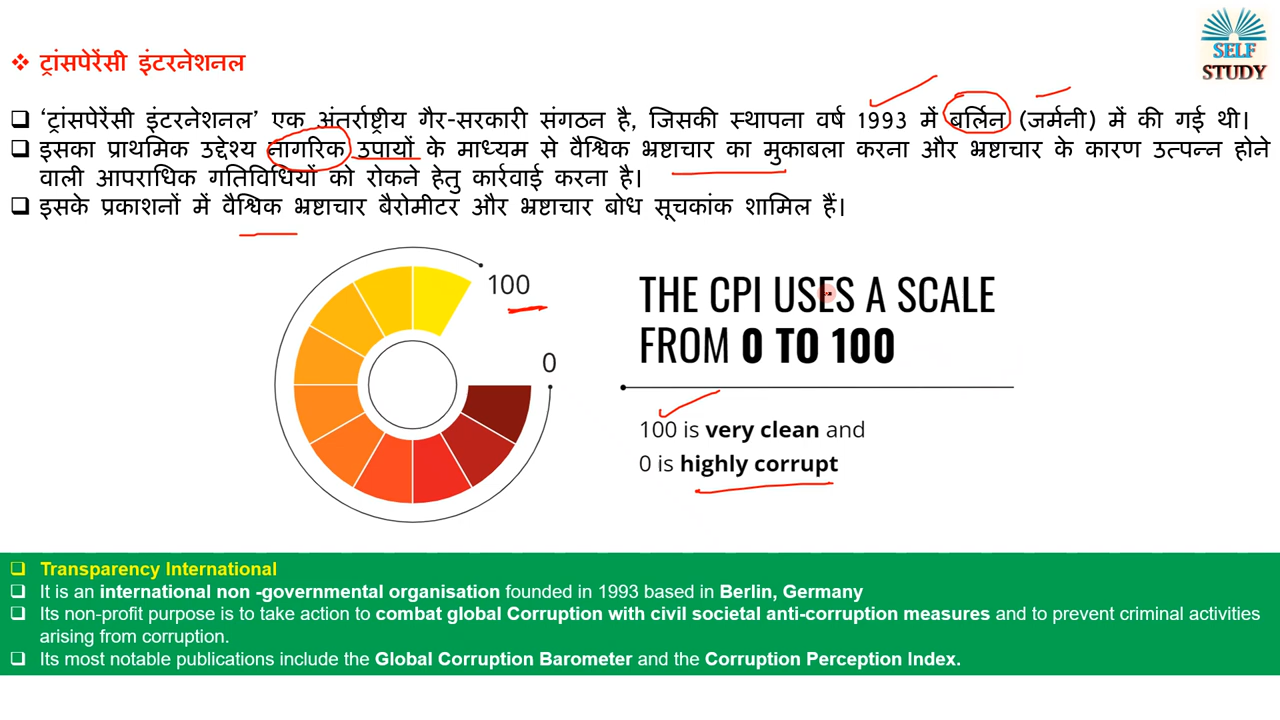 SELF
STUDY
❖ ट्रांसपेरेंसी इंटरनेशनल
❑ ‘ट्रांसपेरेंसी इंटरनेशनल’ एक अंतर्राष्ट्रीय गैर-सरकारी संगठन है, जिसकी स्थापना वर्ष 1993 में बर्लिन (जर्मनी) में की गई थी।
❑ इसका प्राथमिक उद्देश्य नागरिक उपायों के माध्यम से वैश्विक भ्रष्टाचार का मुकाबला करना और भ्रष्टाचार के कारण उत्पन्न होने
वाली आपराधिक गतिविधियों को रोकने हेतु कार्रवाई करना है।
❑ इसके प्रकाशनों में वैश्विक भ्रष्टाचार बैरोमीटर और भ्रष्टाचार बोध सूचकांक शामिल हैं।
100
0
THE CPI USES A SCALE
FROM 0 TO 100
100 is very clean and
0 is highly corrupt
❑ Transparency International
❑ It is an international non -governmental organisation founded in 1993 based in Berlin, Germany
❑ Its non-profit purpose is to take action to combat global Corruption with civil societal anti-corruption measures and to prevent criminal activities
arising from corruption.
❑ Its most notable publications include the Global Corruption Barometer and the Corruption Perception Index.